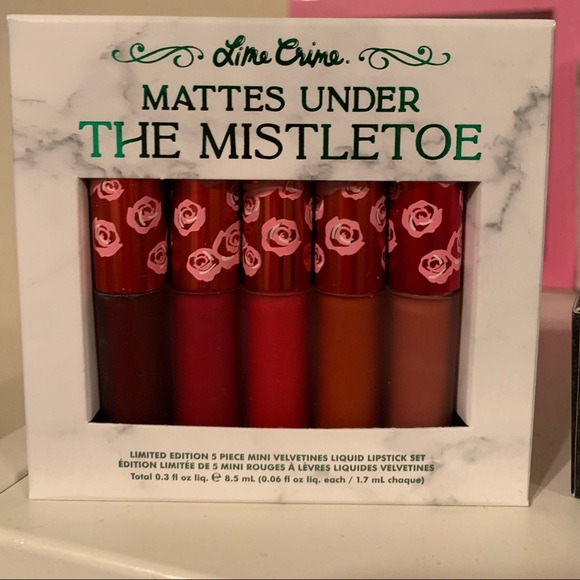 Lime Crime.
MATTES UNDER
THE MISTLETOE
LIMITED EDITION 5 PIECE MINI VELVETINES LIQUID LIPSTICK SET
ÉDITION LIMITÉE DE 5 MINI ROUGES À LÈVRES LIQUIDES VELVETINES
Total 0.3 fl oz liq. ℮ 8.5 mL (0.06 fl oz liq. each / 1.7 mL chaque)